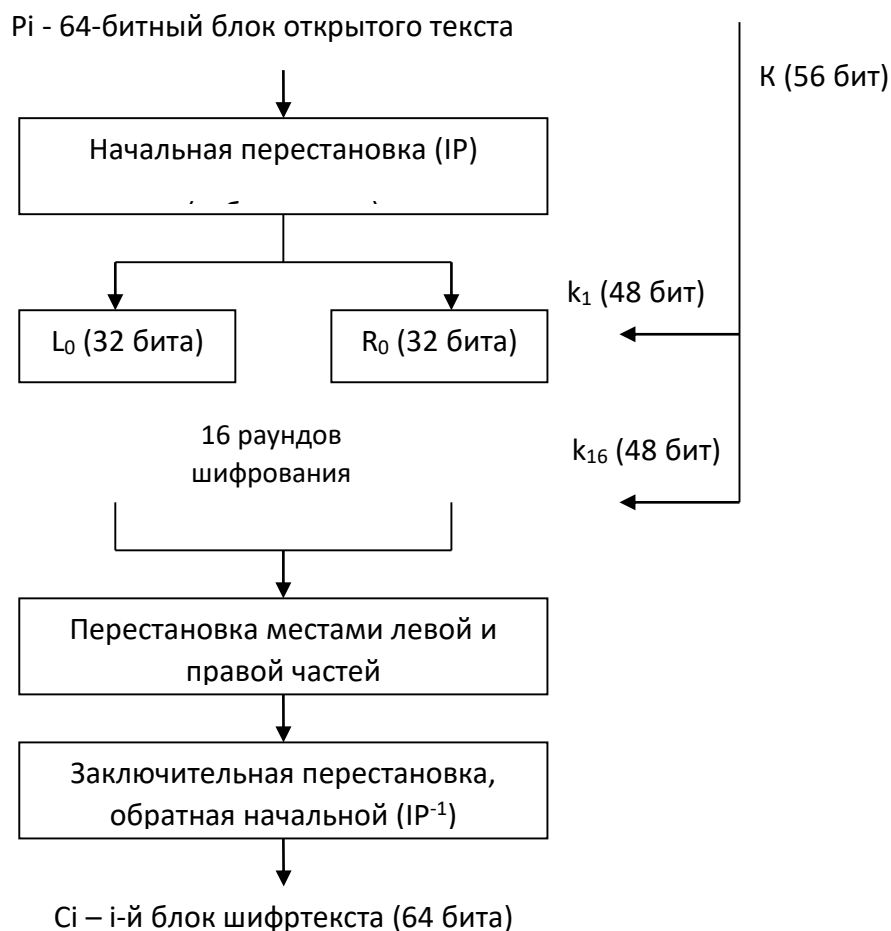 Pi - 64-битный блок открытого текста
К (56 бит)
Начальная перестановка (IP)
k₁ (48 бит)
L₀ (32 бита)
R₀ (32 бита)
16 раундов
шифрования
k₁₆ (48 бит)
Перестановка местами левой и
правой частей
Заключительная перестановка,
обратная начальной (IP⁻¹)
Ci – i-й блок шифртекста (64 бита)